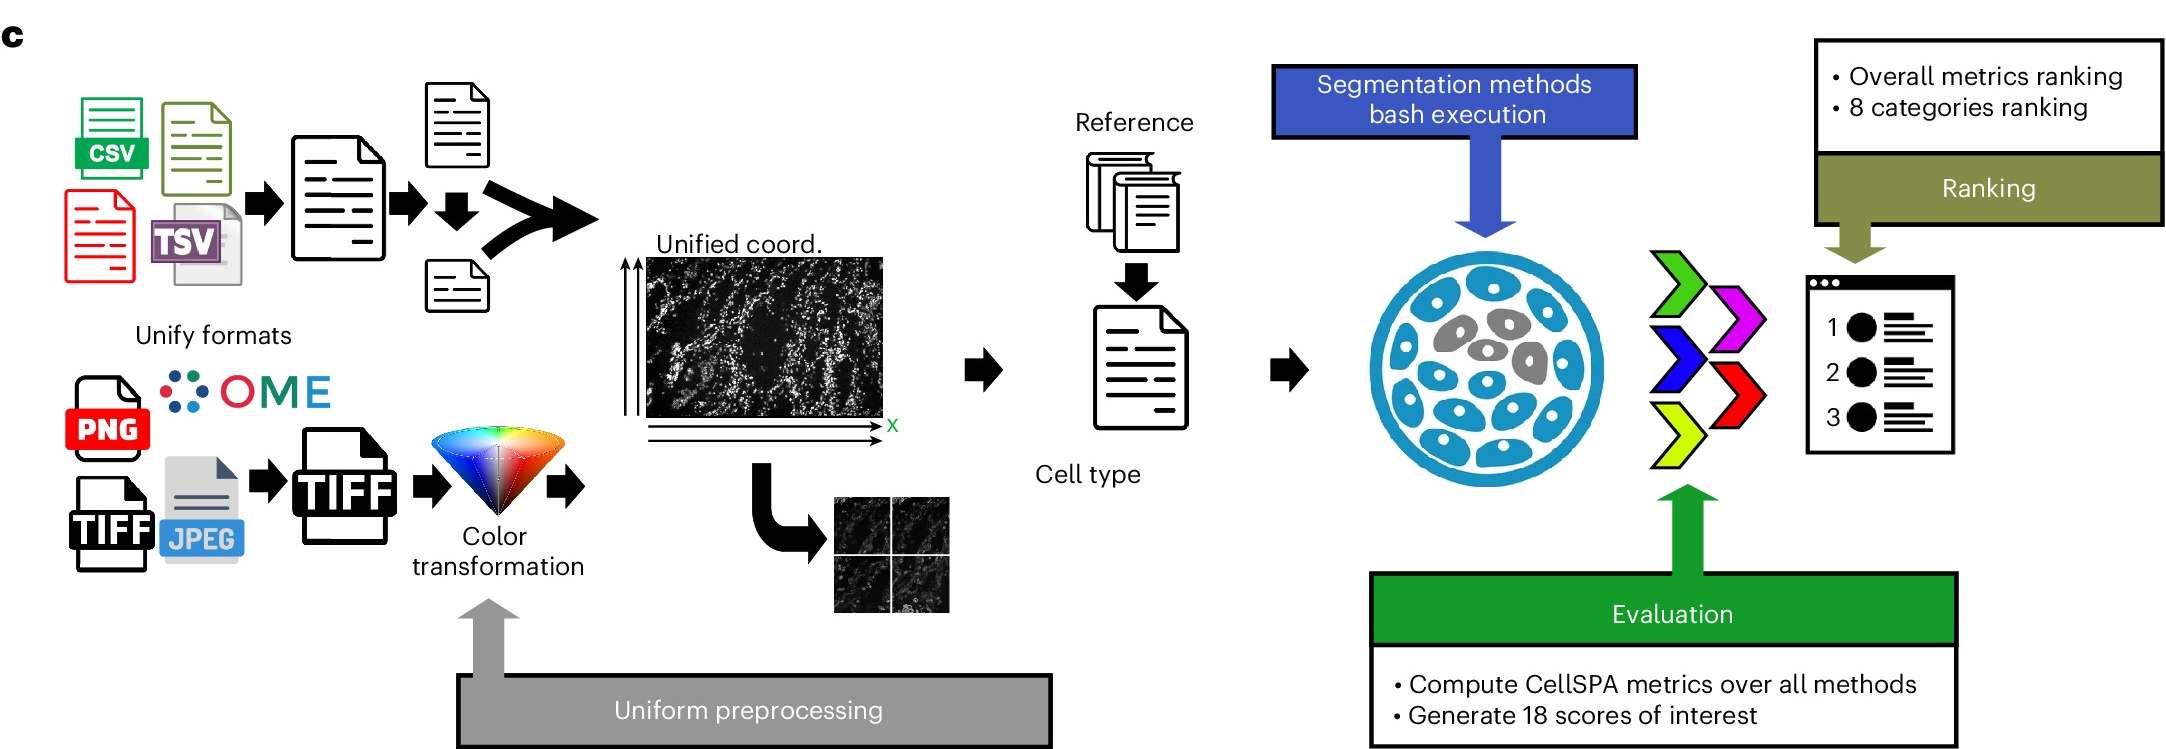 c
CSV
TSV
Unify formats
PNG
OME
TIFF
JPEG
TIFF
Color
transformation
Uniform preprocessing
Unified coord.
x
Reference
Cell type
Segmentation methods
bash execution
• Overall metrics ranking
• 8 categories ranking
Ranking
1
2
3
Evaluation
• Compute CellSPA metrics over all methods
• Generate 18 scores of interest